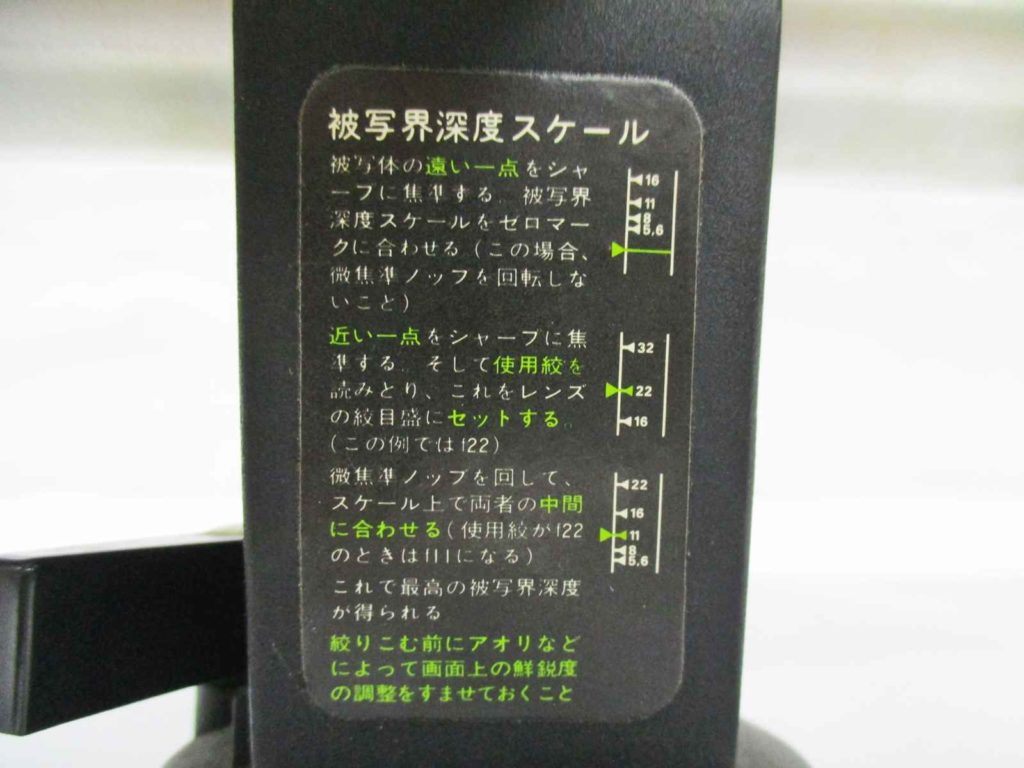 被写界深度スケール
被写体の遠い一点をシャ
ープに焦準する。被写界
深度スケールをゼロマー
クに合わせる（この場合、
微焦準ノッブを回転しな
いこと）
16
11
8
5,6
近い一点をシャープに焦
準する。そして使用絞を
読みとり、これをレンズ
の絞目盛にセットする。
（この例ではf22）
32
22
16
微焦準ノッブを回して、
スケール上で両者の中間
に合わせる（使用絞がf22
のときはf11になる）
22
16
11
8
5,6
これで最高の被写界深度
が得られる
絞りこむ前にアオリなど
によって画面上の鮮鋭度
の調整をすませておくこと